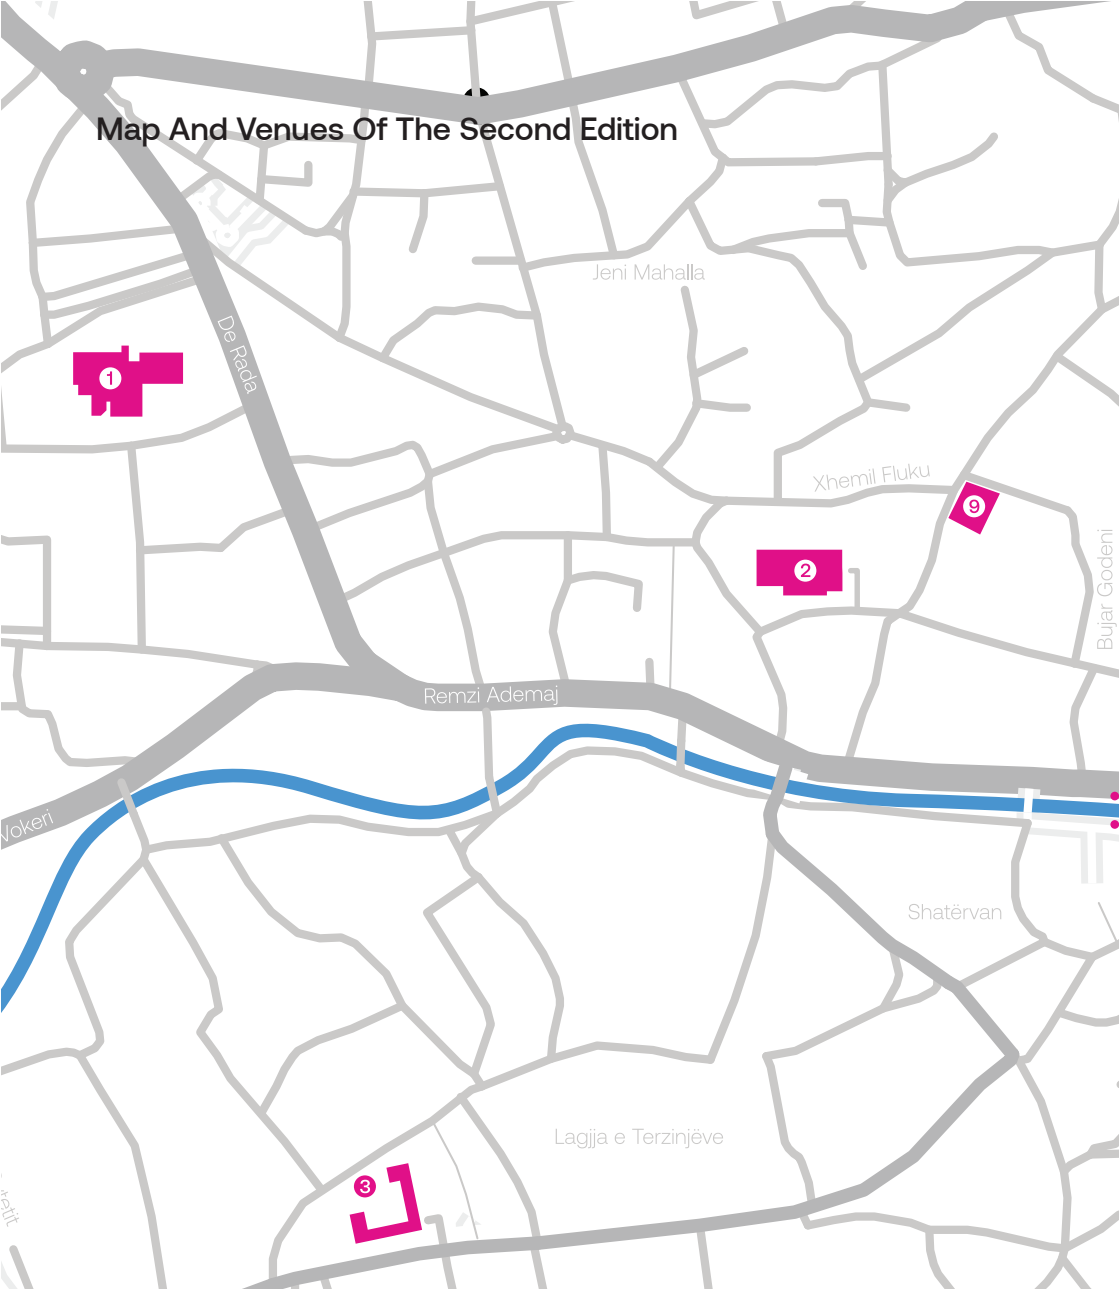 Map And Venues Of The Second Edition
Jeni Mahalla
De Rada
1
Xhemil Fluku
9
2
Bujar Godeni
Remzi Ademaj
Vokeri
Shatërvan
Lagjja e Terzinjëve
3